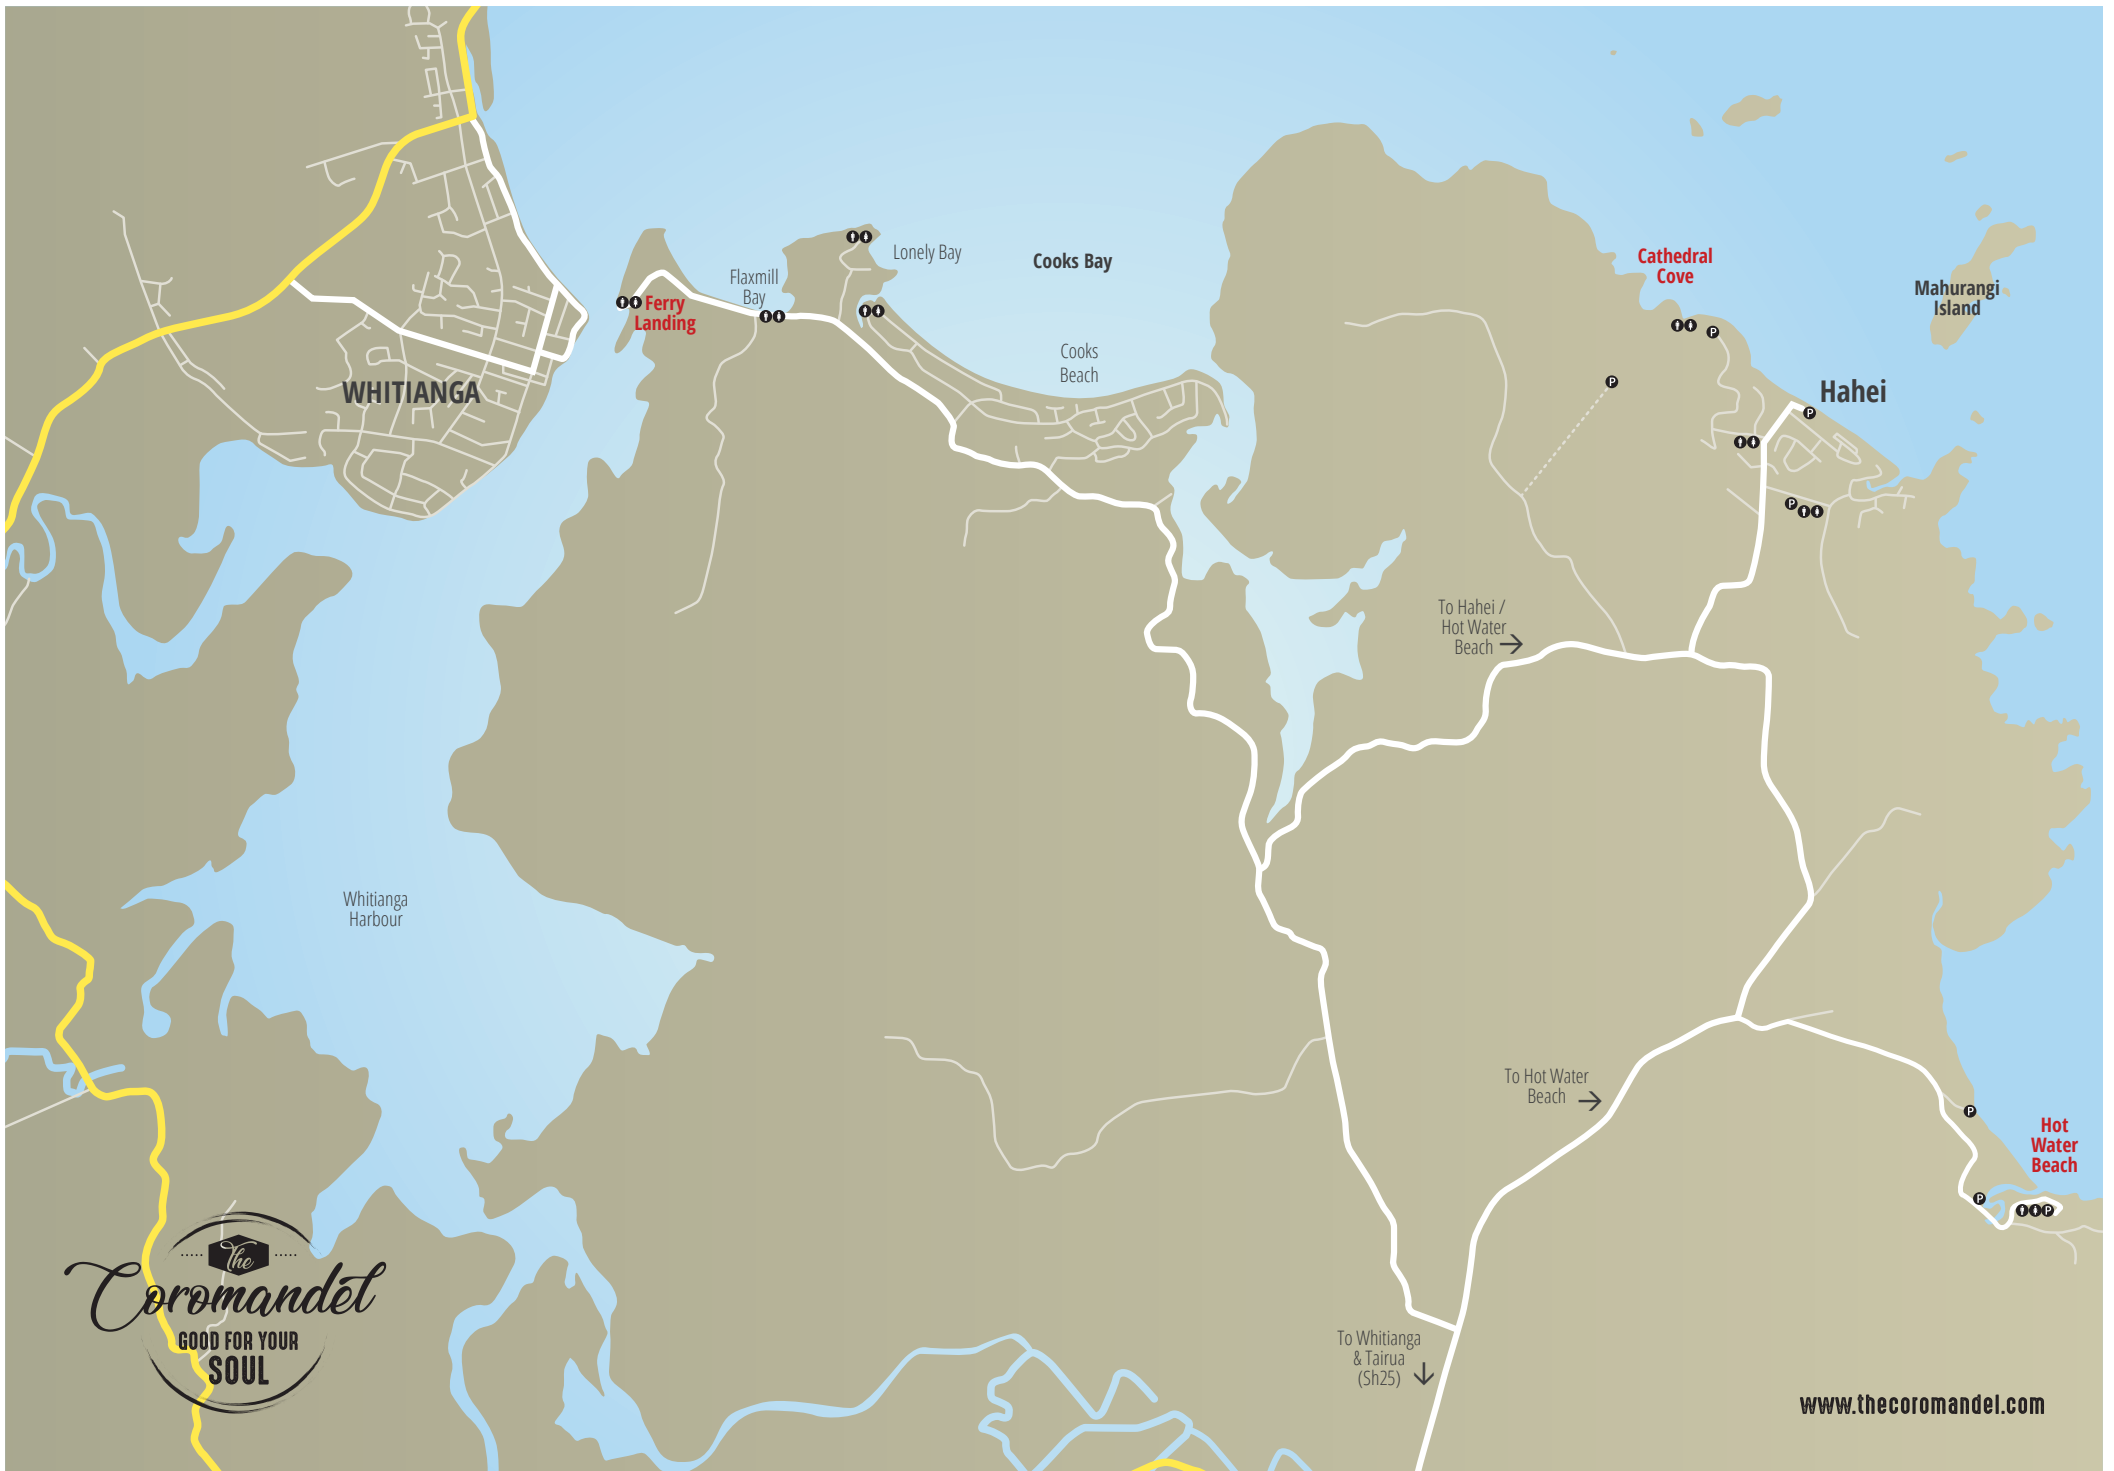 Lonely Bay
Cooks Bay
Flaxmill
Bay
Ferry
Landing
Cathedral
Cove
Mahurangi
Island
Cooks
Beach
WHITIANGA
Hahei
P
P
P
P
To Hahei /
Hot Water
Beach
Whitianga
Harbour
To Hot Water
Beach
P
Hot
Water
Beach
P
P
The
Coromandel
GOOD FOR YOUR
SOUL
To Whitianga
& Tairua
(Sh25)
www.thecoromandel.com